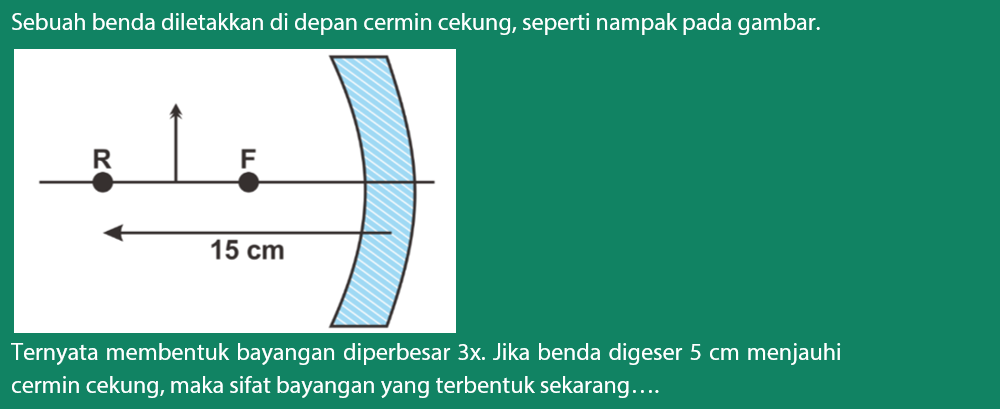 Sebuah benda diletakkan di depan cermin cekung, seperti nampak pada gambar.
R
F
15 cm
Ternyata membentuk bayangan diperbesar 3x. Jika benda digeser 5 cm menjauhi
cermin cekung, maka sifat bayangan yang terbentuk sekarang....